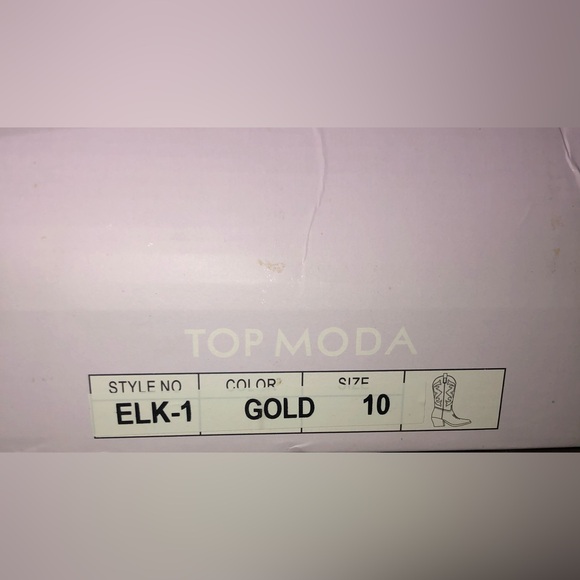 TOP MODA
STYLE NO COLOR SIZE
ELK-1 GOLD 10